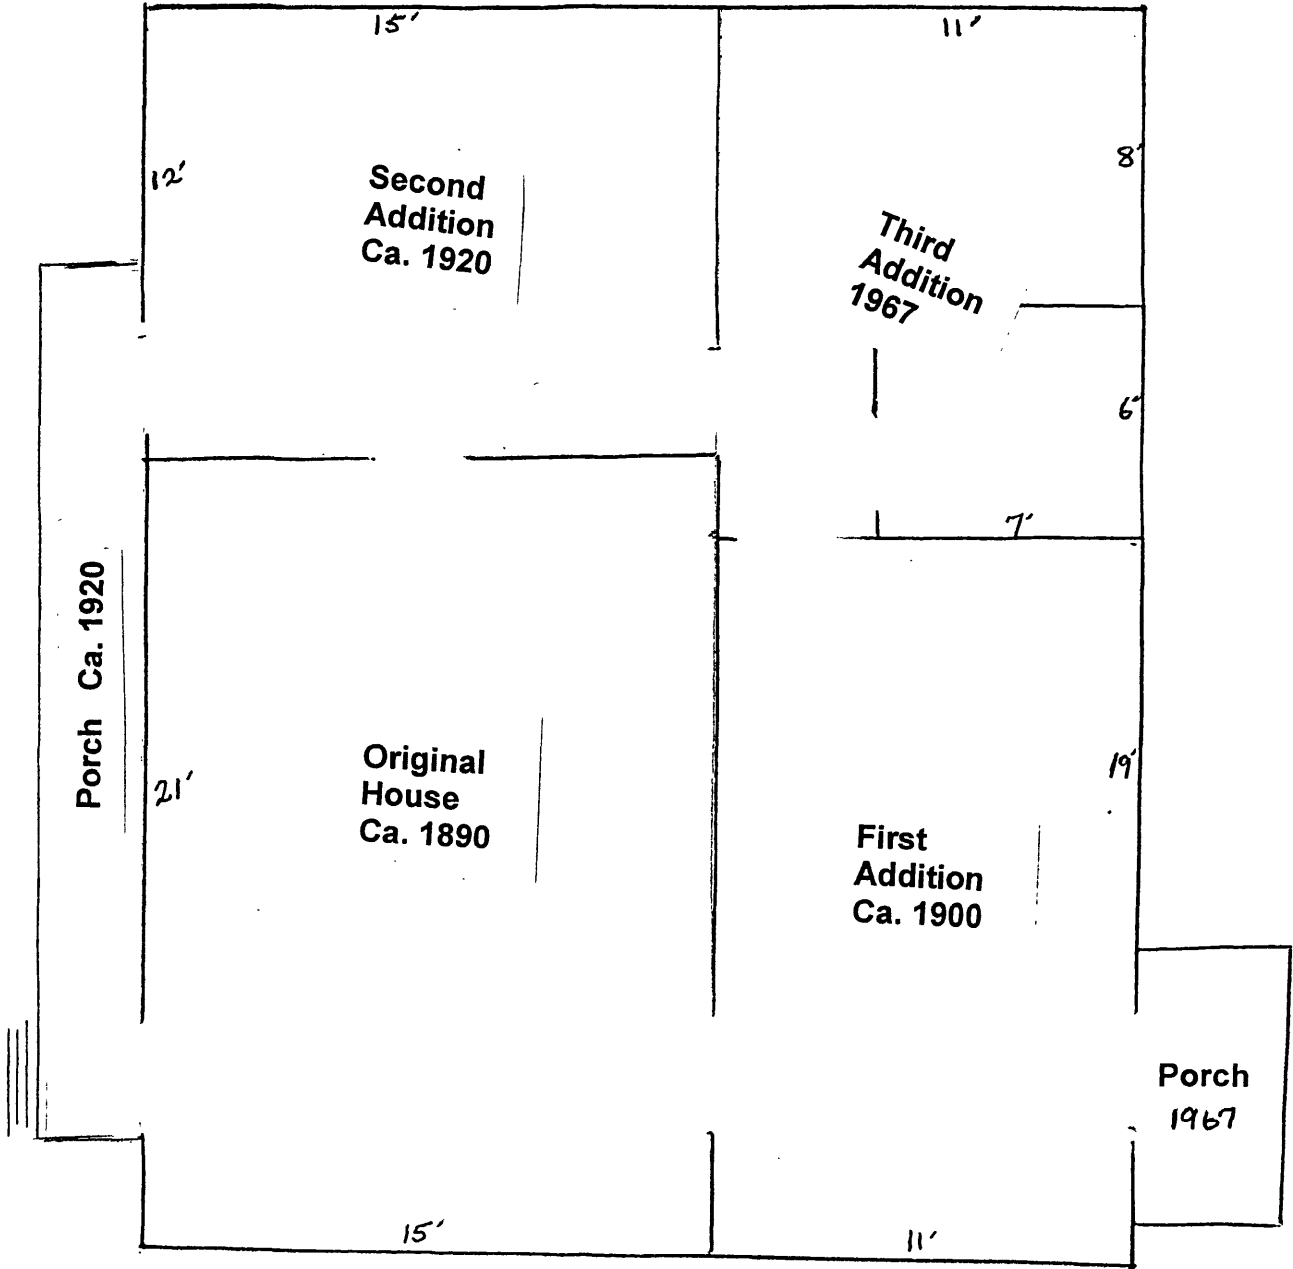 15'
11'
12'
8'
Second
Addition
Ca. 1920
Third
Addition
1967
6'
7'
Porch Ca. 1920
21'
Original
House
Ca. 1890
19'
First
Addition
Ca. 1900
Porch
1967
15'
11'